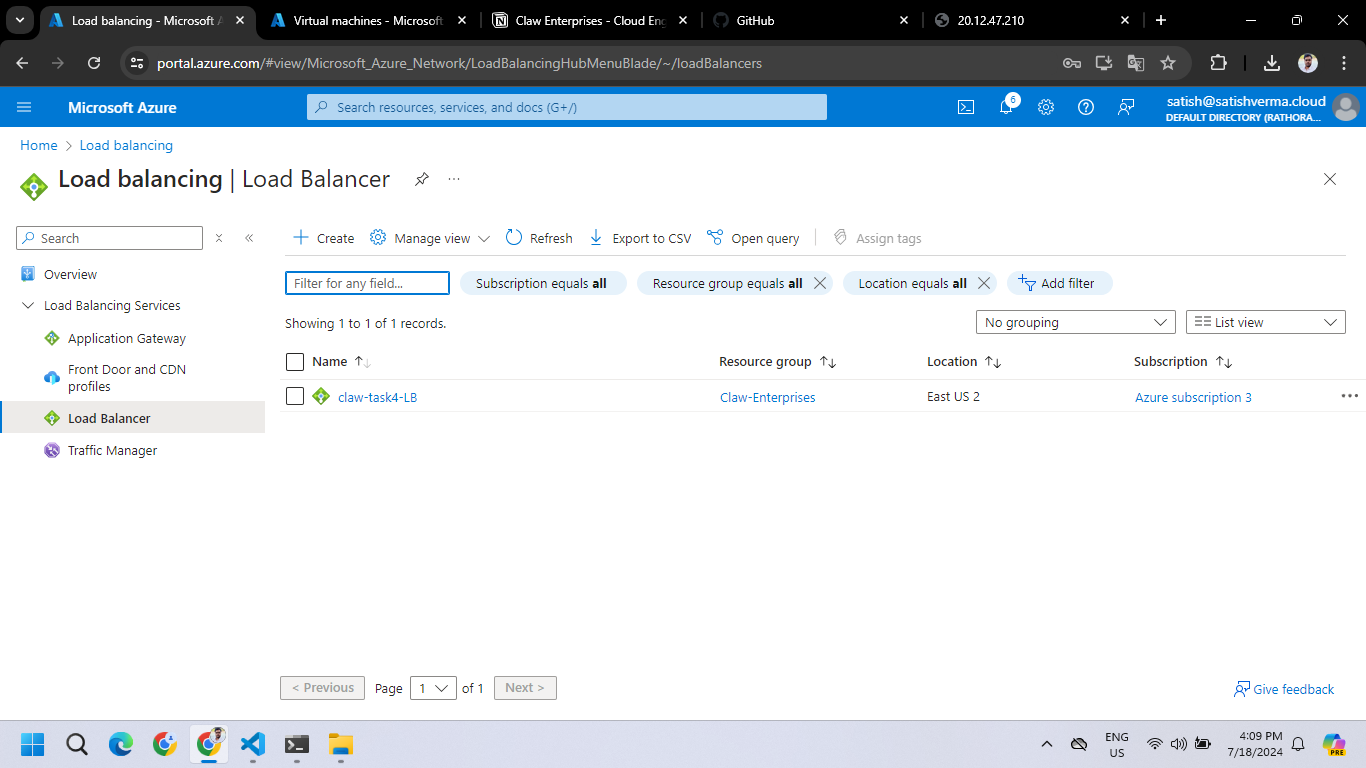 Load balancing - Microsoft A
Virtual machines - Microsoft
Claw Enterprises - Cloud Eng
GitHub
20.12.47.210
portal.azure.com/#view/Microsoft_Azure_Network/LoadBalancingHubMenuBlade/~/loadBalancers
Microsoft Azure
Search resources, services, and docs (G+/)
6
satish@satishverma.cloud
DEFAULT DIRECTORY (RATHORA...
Home > Load balancing
Load balancing | Load Balancer
Search
Create
Manage view
Refresh
Export to CSV
Open query
Assign tags
Overview
Load Balancing Services
Application Gateway
Front Door and CDN
profiles
Load Balancer
Traffic Manager
Filter for any field...
Subscription equals all
Resource group equals all
Location equals all
Add filter
Showing 1 to 1 of 1 records.
No grouping
List view
Name
Resource group
Location
Subscription
claw-task4-LB
Claw-Enterprises
East US 2
Azure subscription 3
< Previous
Page
1
of 1
Next >
Give feedback
ENG
US
4:09 PM
7/18/2024
PRE